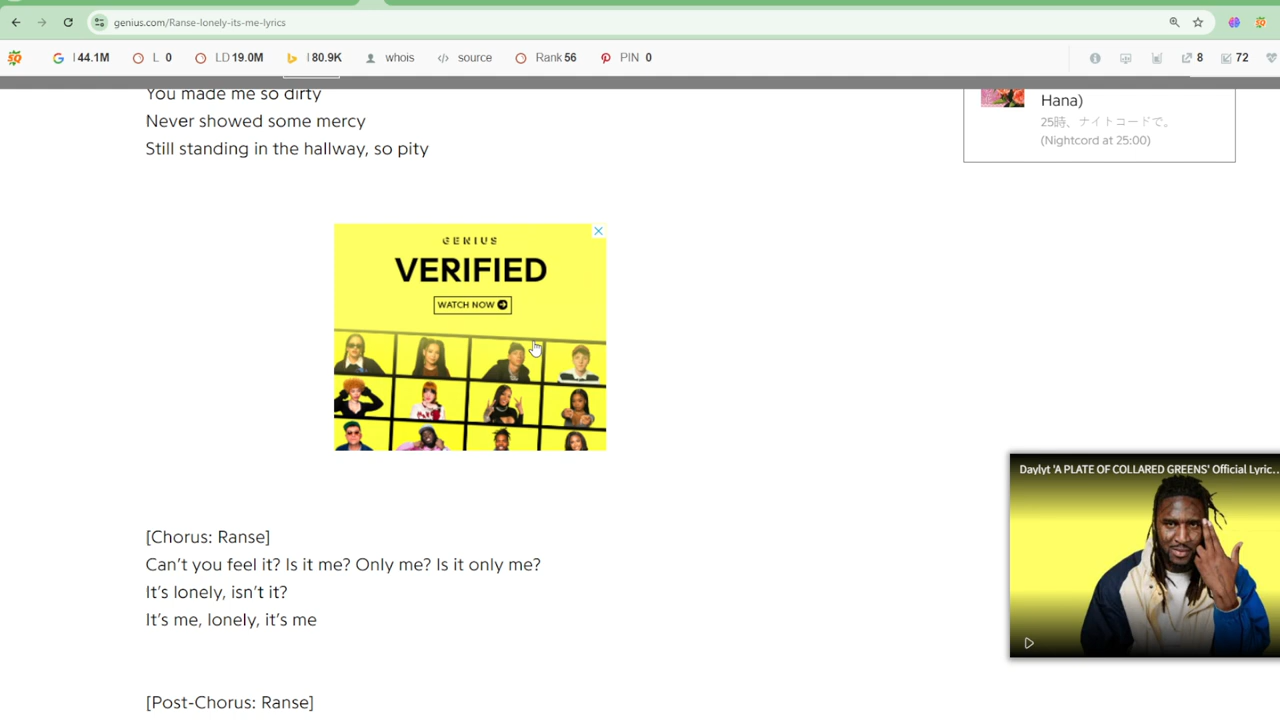 genius.com/Ranse-lonely-its-me-lyrics
I 44.1M
L 0
LD 19.0M
I 80.9K
whois
source
Rank 56
PIN 0
8
72
You made me so dirty
Never showed some mercy
Still standing in the hallway, so pity
Hana)
25時、ナイトコードで。
(Nightcord at 25:00)
GENIUS
VERIFIED
WATCH NOW
Daylyt 'A PLATE OF COLLARED GREENS' Official Lyric...
[Chorus: Ranse]
Can't you feel it? Is it me? Only me? Is it only me?
It's lonely, isn't it?
It's me, lonely, it's me
[Post-Chorus: Ranse]